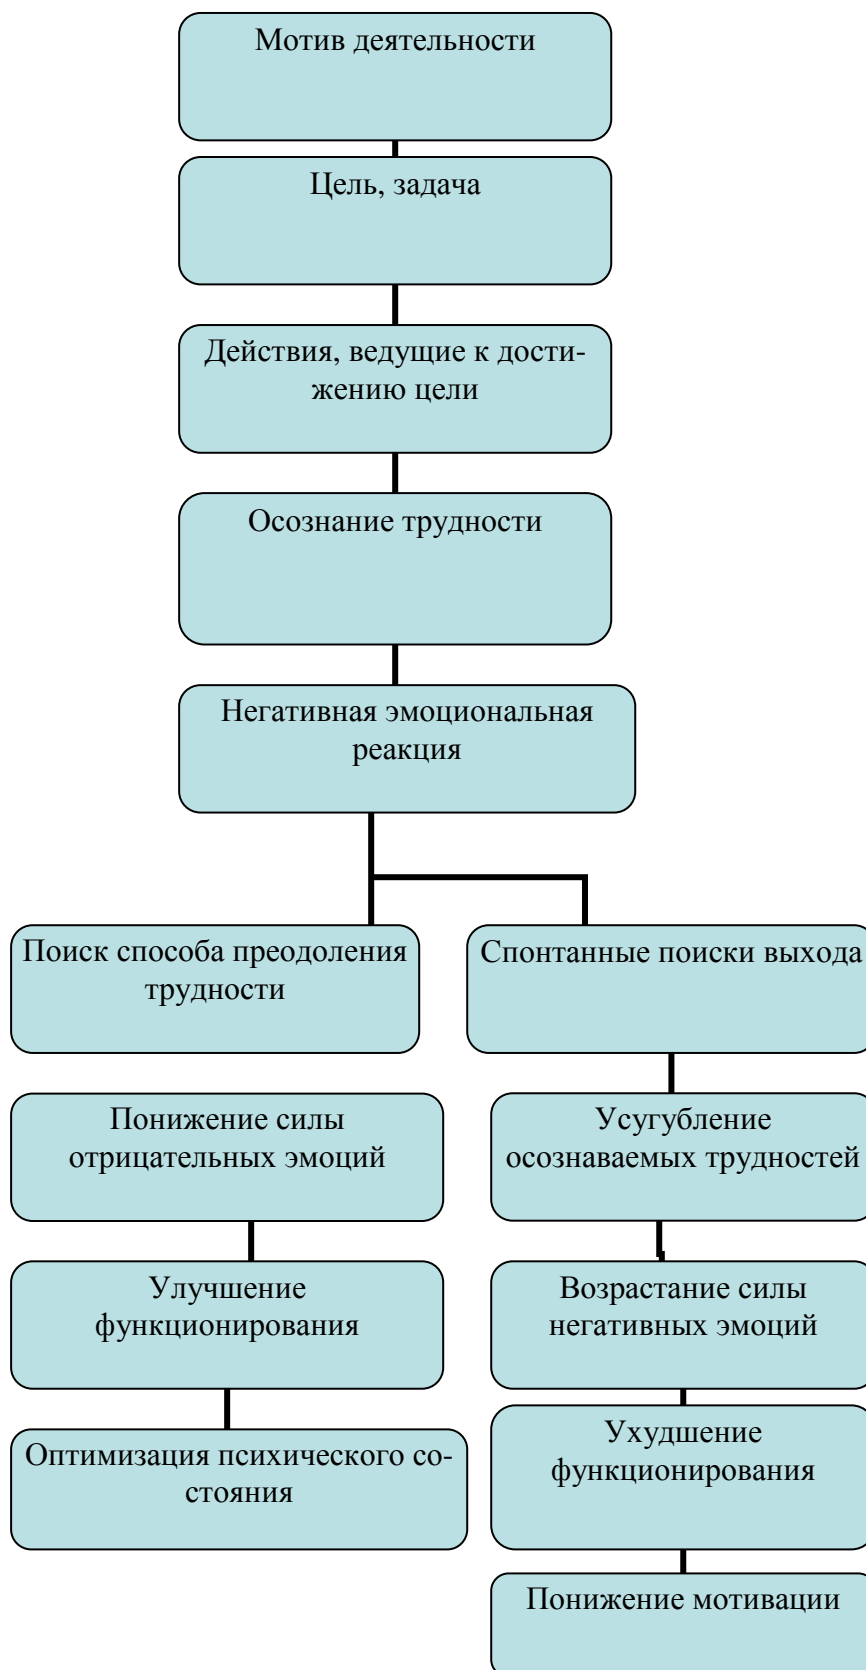 Мотив деятельности
Цель, задача
Действия, ведущие к дости-
жению цели
Осознание трудности
Негативная эмоциональная
реакция
Поиск способа преодоления
трудности
Понижение силы
отрицательных эмоций
Улучшение
функционирования
Оптимизация психического со-
стояния
Спонтанные поиски выхода
Усугубление
осознаваемых трудностей
Возрастание силы
негативных эмоций
Ухудшение
функционирования
Понижение мотивации